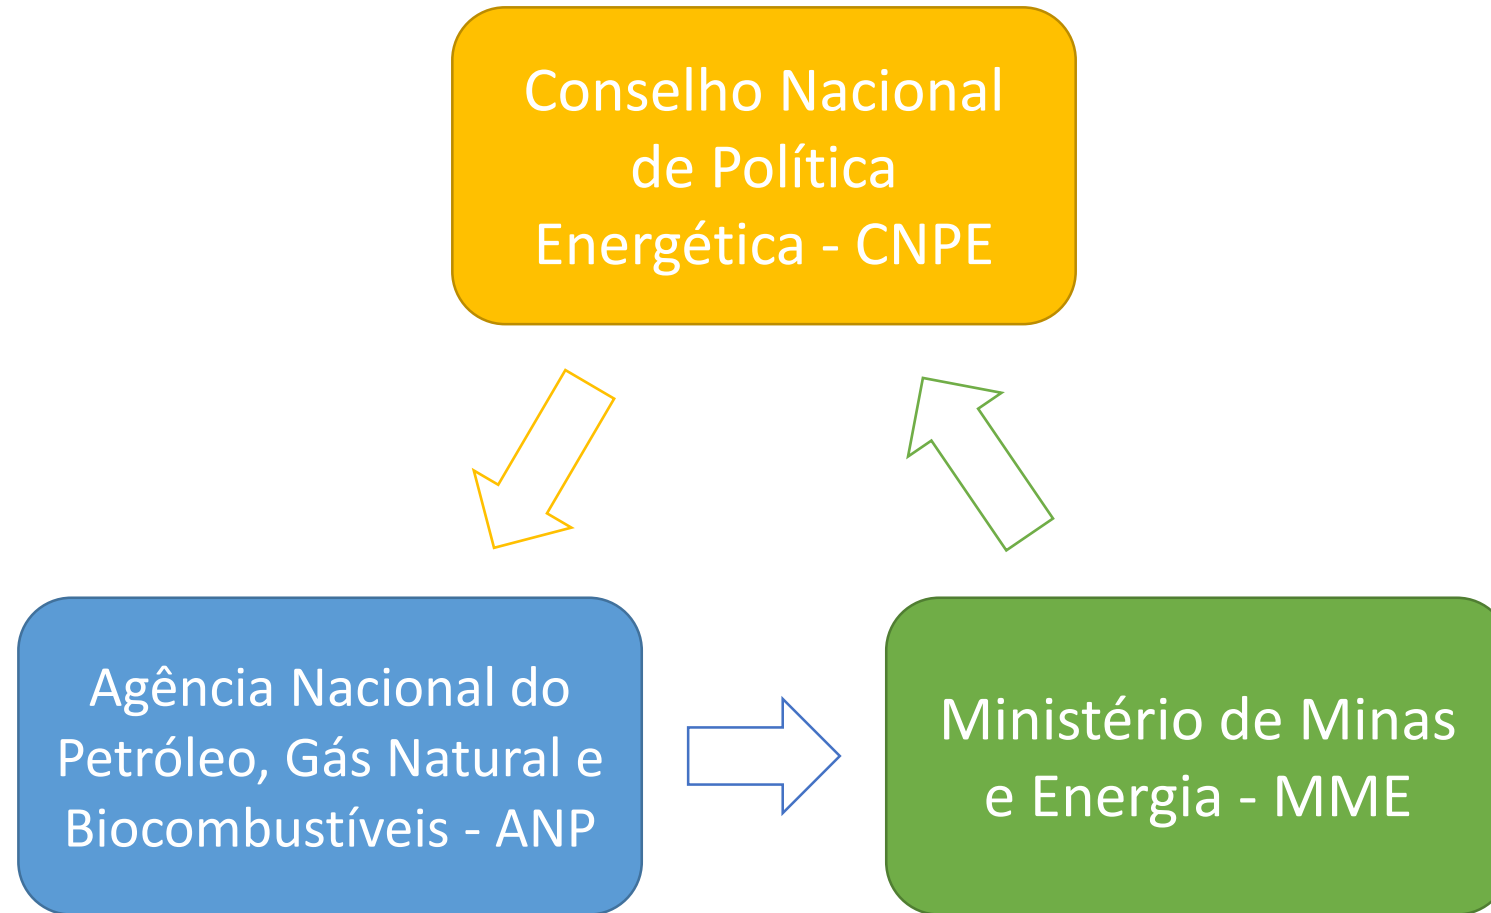 Conselho Nacional
de Política
Energética - CNPE
Agência Nacional do
Petróleo, Gás Natural e
Biocombustíveis - ANP
Ministério de Minas
e Energia - MME